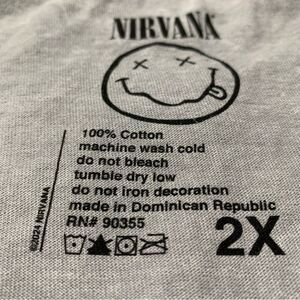 NIRVANA
100% Cotton
machine wash cold
do not bleach
tumble dry low
do not iron decoration
made in Dominican Republic
RN# 90355
2X
©2024 NIRVANA